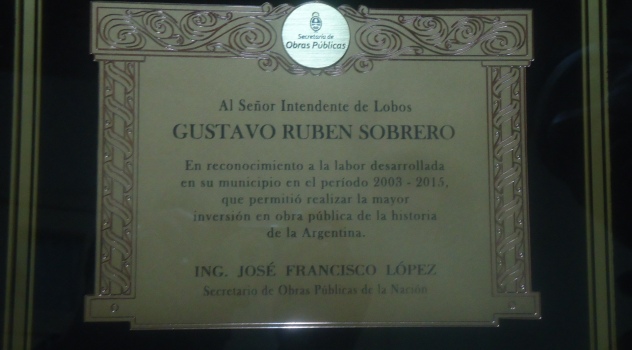 Secretaría de
Obras Públicas
Al Señor Intendente de Lobos
GUSTAVO RUBEN SOBRERO
En reconocimiento a la labor desarrollada
en su municipio en el período 2003 - 2015,
que permitió realizar la mayor
inversión en obra pública de la historia
de la Argentina.
ING. JOSÉ FRANCISCO LÓPEZ
Secretario de Obras Públicas de la Nación